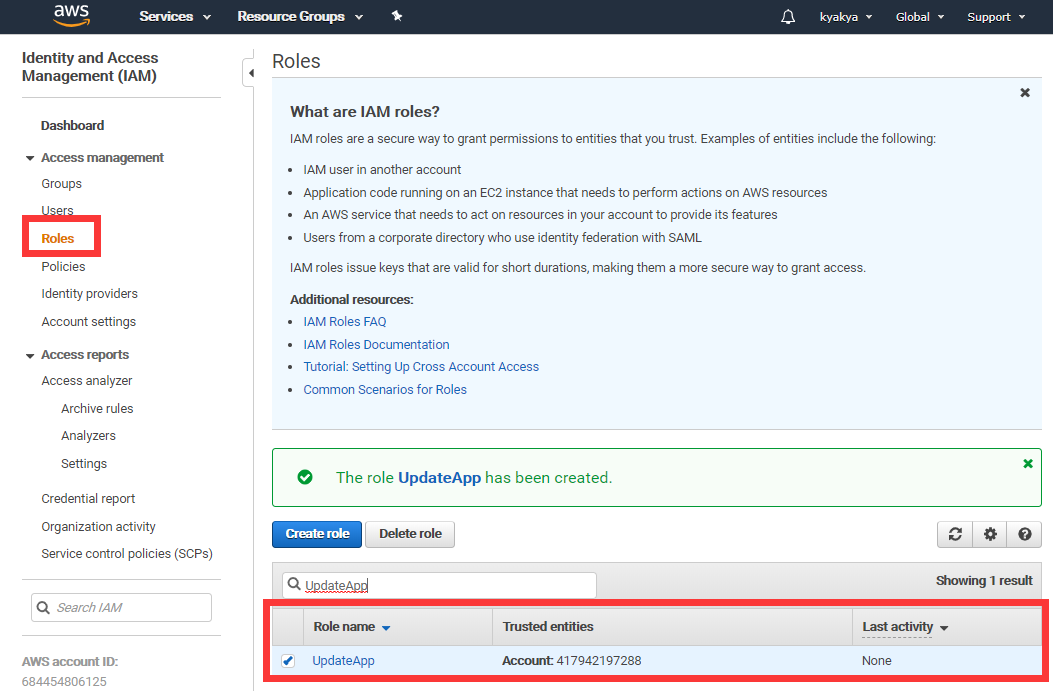 aws Services Resource Groups kyakya Global Support
Identity and Access
Management (IAM)
Dashboard
Access management
Groups
Users
Roles
Policies
Identity providers
Account settings
Access reports
Access analyzer
Archive rules
Analyzers
Settings
Credential report
Organization activity
Service control policies (SCPs)
Search IAM
AWS account ID:
684454806125
Roles
What are IAM roles?
IAM roles are a secure way to grant permissions to entities that you trust. Examples of entities include the following:
IAM user in another account
Application code running on an EC2 instance that needs to perform actions on AWS resources
An AWS service that needs to act on resources in your account to provide its features
Users from a corporate directory who use identity federation with SAML
IAM roles issue keys that are valid for short durations, making them a more secure way to grant access.
Additional resources:
IAM Roles FAQ
IAM Roles Documentation
Tutorial: Setting Up Cross Account Access
Common Scenarios for Roles
The role UpdateApp has been created.
Create role Delete role
UpdateApp Showing 1 result
Role name Trusted entities Last activity
UpdateApp Account: 417942197288 None